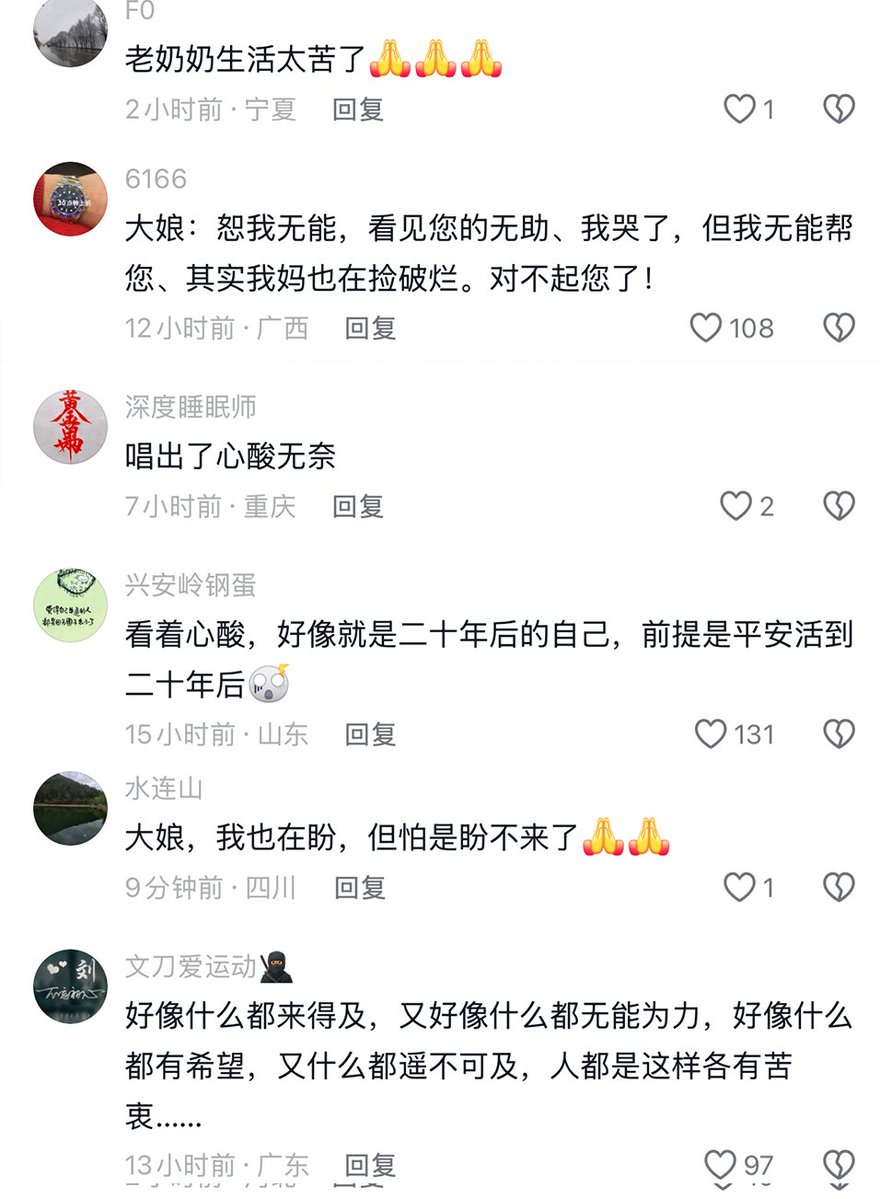 F0
老奶奶生活太苦了🙏🙏🙏
2小时前 · 宁夏 回复 1
6166
大娘：恕我无能，看见您的无助、我哭了，但我无能帮
您、其实我妈也在捡破烂。对不起您了！
12小时前 · 广西 回复 108
深度睡眠师
唱出了心酸无奈
7小时前 · 重庆 回复 2
兴安岭钢蛋
看着心酸，好像就是二十年后的自己，前提是平安活到
二十年后
15小时前 · 山东 回复 131
水连山
大娘，我也在盼，但怕是盼不来了🙏🙏
9分钟前 · 四川 回复 1
刘
文刀爱运动🥷
好像什么都来得及，又好像什么都无能为力，好像什么
都有希望，又什么都遥不可及，人都是这样各有苦
衷......
13小时前 · 广东 回复 97